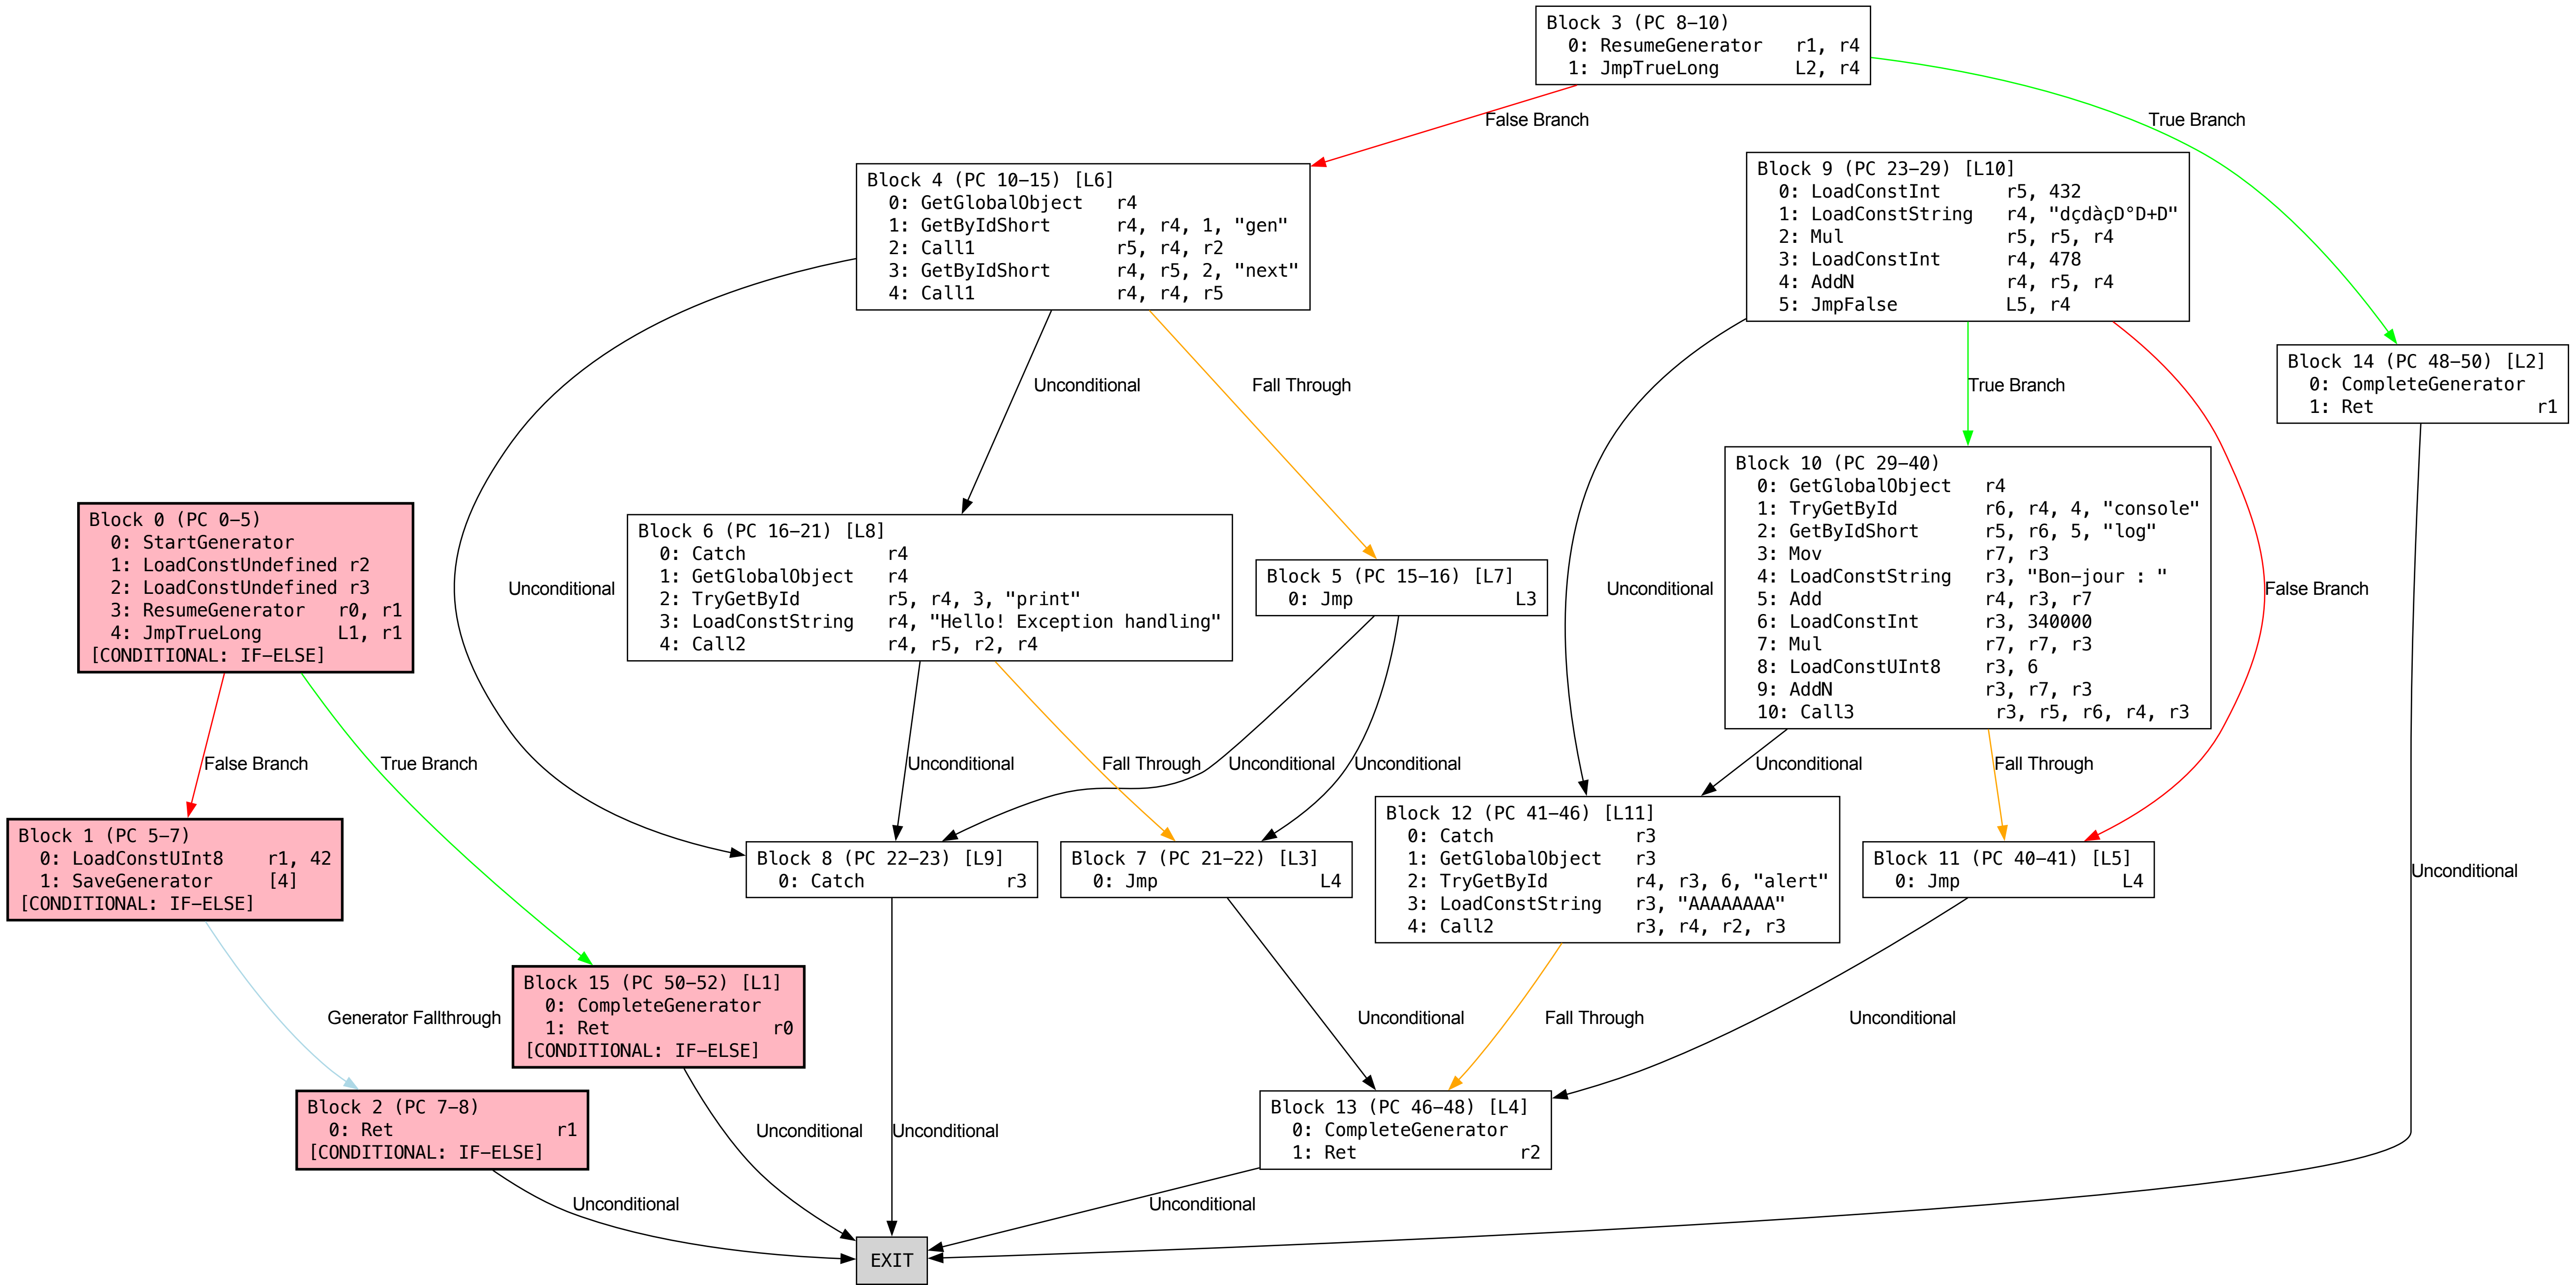 Block 3 (PC 8–10)
0: ResumeGenerator r1, r4
1: JmpTrueLong L2, r4
False Branch
True Branch
Block 4 (PC 10–15) [L6]
0: GetGlobalObject r4
1: GetByIdShort r4, r4, 1, "gen"
2: Call1 r5, r4, r2
3: GetByIdShort r4, r5, 2, "next"
4: Call1 r4, r4, r5
Block 9 (PC 23–29) [L10]
0: LoadConstInt r5, 432
1: LoadConstString r4, "dçdàçD°D+D"
2: Mul r5, r5, r4
3: LoadConstInt r4, 478
4: AddN r4, r5, r4
5: JmpFalse L5, r4
Block 14 (PC 48–50) [L2]
0: CompleteGenerator
1: Ret r1
Unconditional
Fall Through
True Branch
Block 10 (PC 29–40)
0: GetGlobalObject r4
1: TryGetById r6, r4, 4, "console"
2: GetByIdShort r5, r6, 5, "log"
3: Mov r7, r3
4: LoadConstString r3, "Bon–jour : "
5: Add r4, r3, r7
6: LoadConstInt r3, 340000
7: Mul r7, r7, r3
8: LoadConstUInt8 r3, 6
9: AddN r3, r7, r3
10: Call3 r3, r5, r6, r4, r3
Block 0 (PC 0–5)
0: StartGenerator
1: LoadConstUndefined r2
2: LoadConstUndefined r3
3: ResumeGenerator r0, r1
4: JmpTrueLong L1, r1
[CONDITIONAL: IF–ELSE]
Unconditional
Block 6 (PC 16–21) [L8]
0: Catch r4
1: GetGlobalObject r4
2: TryGetById r5, r4, 3, "print"
3: LoadConstString r4, "Hello! Exception handling"
4: Call2 r4, r5, r2, r4
Block 5 (PC 15–16) [L7]
0: Jmp L3
Unconditional
False Branch
False Branch
True Branch
Unconditional
Fall Through
Unconditional
Unconditional
Unconditional
Fall Through
Block 1 (PC 5–7)
0: LoadConstUInt8 r1, 42
1: SaveGenerator [4]
[CONDITIONAL: IF–ELSE]
Block 8 (PC 22–23) [L9]
0: Catch r3
Block 7 (PC 21–22) [L3]
0: Jmp L4
Block 12 (PC 41–46) [L11]
0: Catch r3
1: GetGlobalObject r3
2: TryGetById r4, r3, 6, "alert"
3: LoadConstString r3, "AAAAAAAA"
4: Call2 r3, r4, r2, r3
Block 11 (PC 40–41) [L5]
0: Jmp L4
Unconditional
Generator Fallthrough
Block 15 (PC 50–52) [L1]
0: CompleteGenerator
1: Ret r0
[CONDITIONAL: IF–ELSE]
Unconditional
Fall Through
Unconditional
Block 2 (PC 7–8)
0: Ret r1
[CONDITIONAL: IF–ELSE]
Unconditional
Unconditional
Block 13 (PC 46–48) [L4]
0: CompleteGenerator
1: Ret r2
Unconditional
Unconditional
EXIT